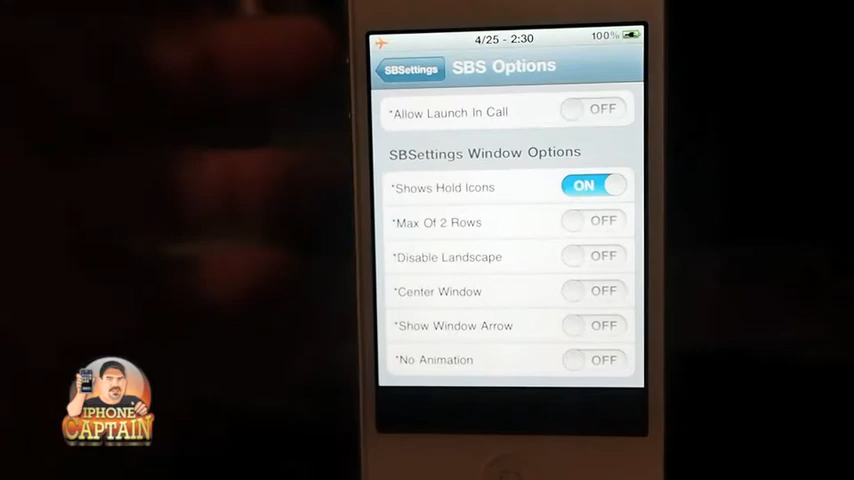 4/25 - 2:30
100%
SBSettings
SBS Options
*Allow Launch In Call
OFF
SBSettings Window Options
*Shows Hold Icons
ON
*Max Of 2 Rows
OFF
*Disable Landscape
OFF
*Center Window
OFF
*Show Window Arrow
OFF
*No Animation
OFF
IPHONE
CAPTAIN